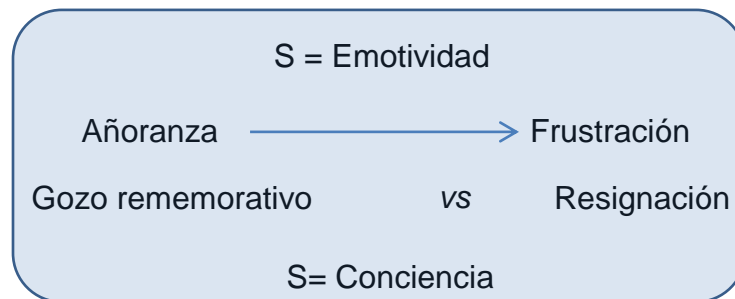 S = Emotividad
Añoranza Frustración
Gozo rememorativo vs Resignación
S= Conciencia